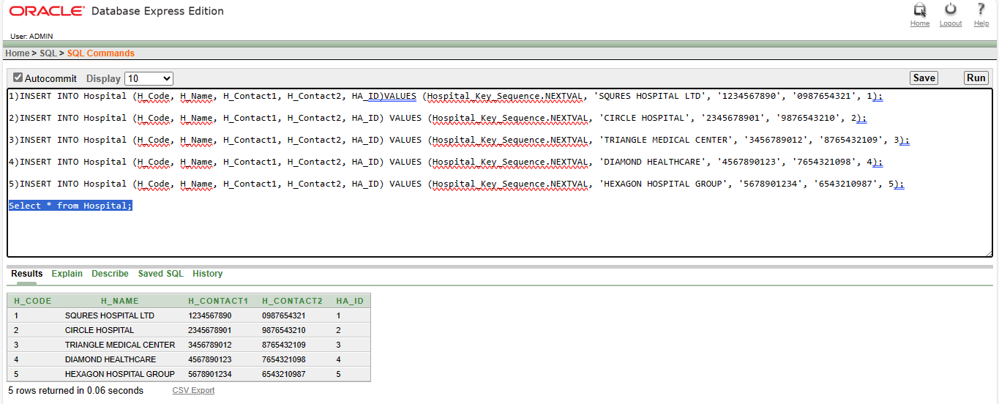 ORACLE® Database Express Edition
Home Logout Help
User: ADMIN
Home > SQL > SQL Commands
Autocommit Display 10 Save Run
1)INSERT INTO Hospital (H_Code, H_Name, H_Contact1, H_Contact2, HA_ID)VALUES (Hospital_Key_Sequence.NEXTVAL, 'SQURES HOSPITAL LTD', '1234567890', '0987654321', 1);
2)INSERT INTO Hospital (H_Code, H_Name, H_Contact1, H_Contact2, HA_ID) VALUES (Hospital_Key_Sequence.NEXTVAL, 'CIRCLE HOSPITAL', '2345678901', '9876543210', 2);
3)INSERT INTO Hospital (H_Code, H_Name, H_Contact1, H_Contact2, HA_ID) VALUES (Hospital_Key_Sequence.NEXTVAL, 'TRIANGLE MEDICAL CENTER', '3456789012', '8765432109', 3);
4)INSERT INTO Hospital (H_Code, H_Name, H_Contact1, H_Contact2, HA_ID) VALUES (Hospital_Key_Sequence.NEXTVAL, 'DIAMOND HEALTHCARE', '4567890123', '7654321098', 4);
5)INSERT INTO Hospital (H_Code, H_Name, H_Contact1, H_Contact2, HA_ID) VALUES (Hospital_Key_Sequence.NEXTVAL, 'HEXAGON HOSPITAL GROUP', '5678901234', '6543210987', 5);
Select * from Hospital;
Results Explain Describe Saved SQL History
H_CODE H_NAME H_CONTACT1 H_CONTACT2 HA_ID
1 SQURES HOSPITAL LTD 1234567890 0987654321 1
2 CIRCLE HOSPITAL 2345678901 9876543210 2
3 TRIANGLE MEDICAL CENTER 3456789012 8765432109 3
4 DIAMOND HEALTHCARE 4567890123 7654321098 4
5 HEXAGON HOSPITAL GROUP 5678901234 6543210987 5
5 rows returned in 0.06 seconds CSV Export